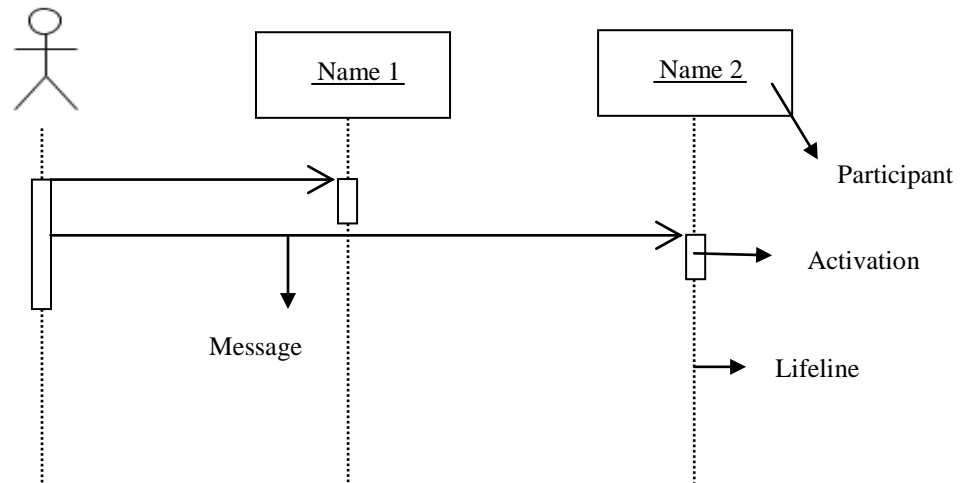 Name 1
Name 2
Participant
Activation
Message
Lifeline